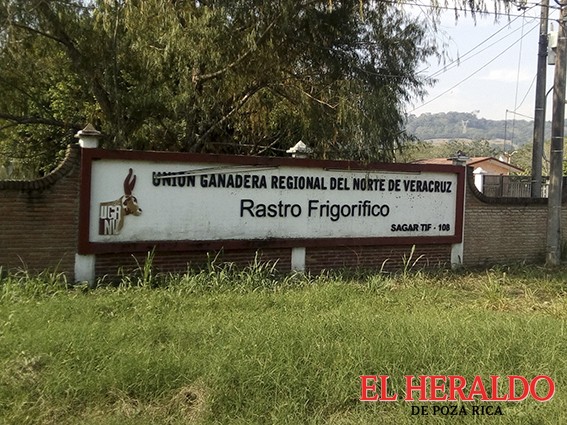 UNION GANADERA REGIONAL DEL NORTE DE VERACRUZ
Rastro Frigorifico
SAGAR TIF - 108
UGR
NV
EL HERALDO
DE POZA RICA